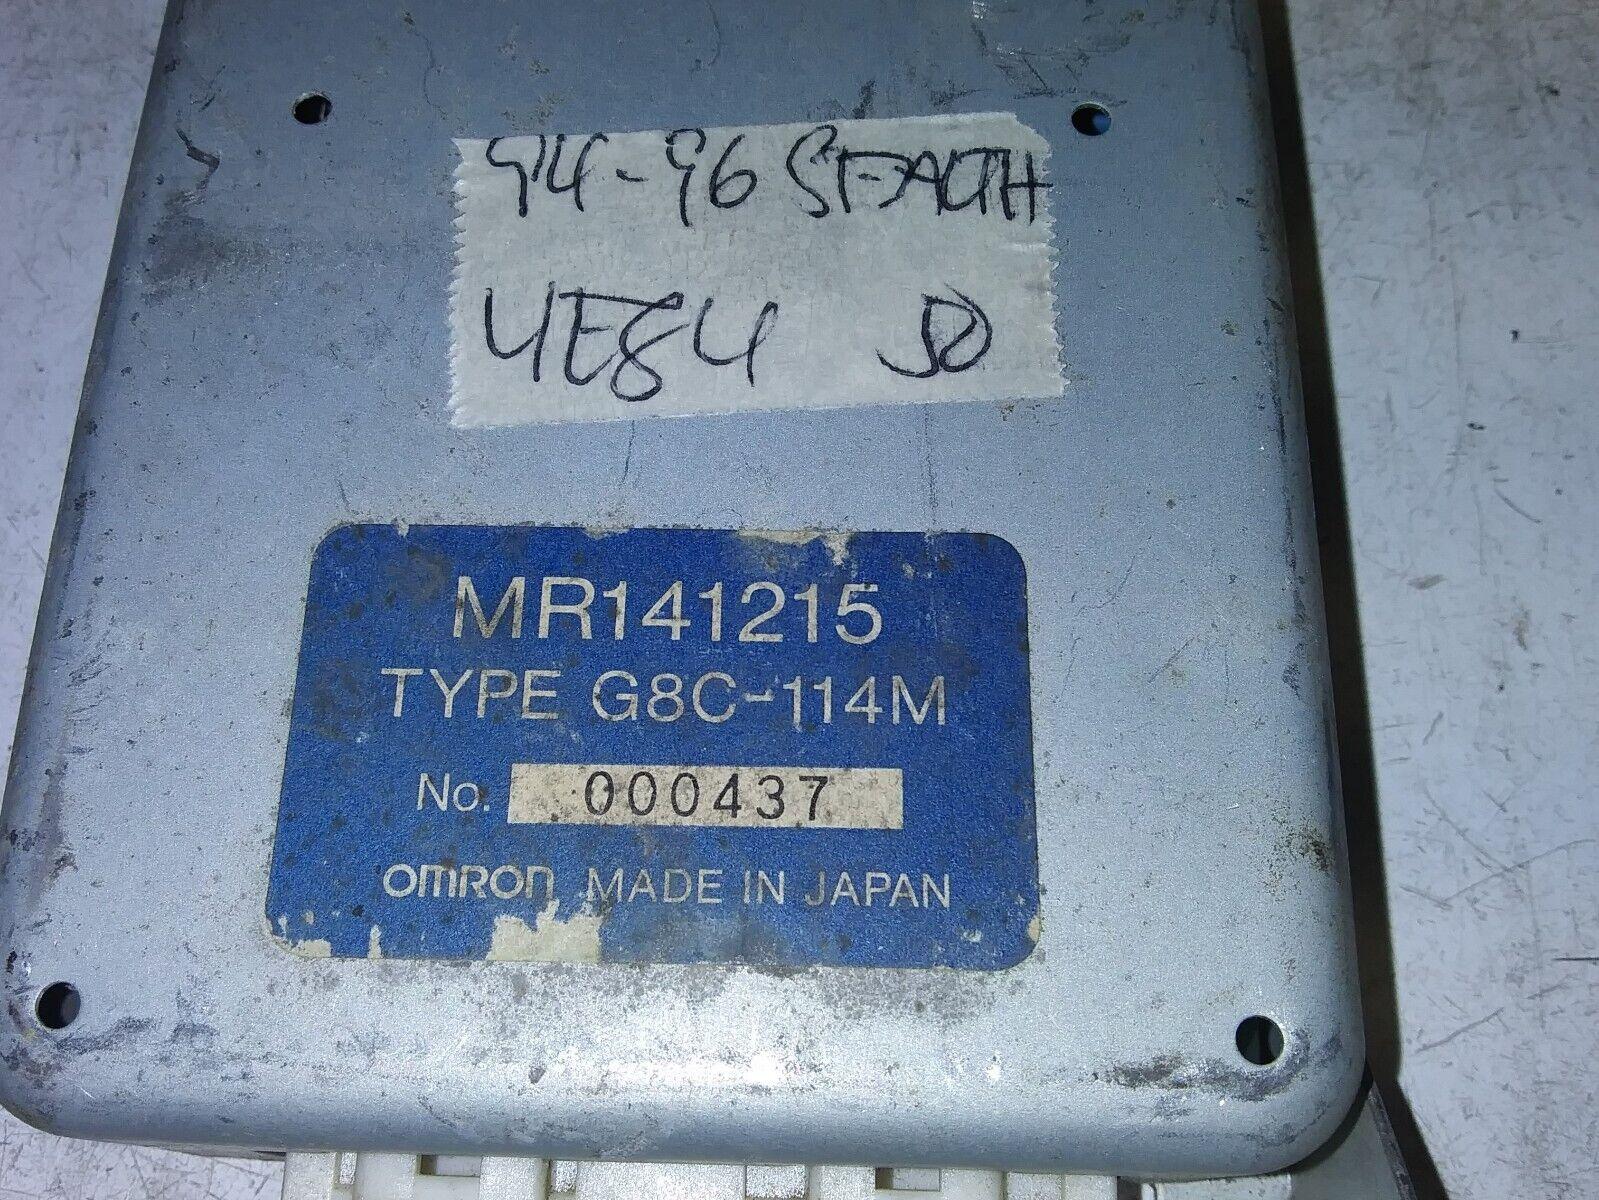 94-96 STEALTH
4E84 50
MR141215
TYPE G8C-114M
No. 000437
OMRON MADE IN JAPAN